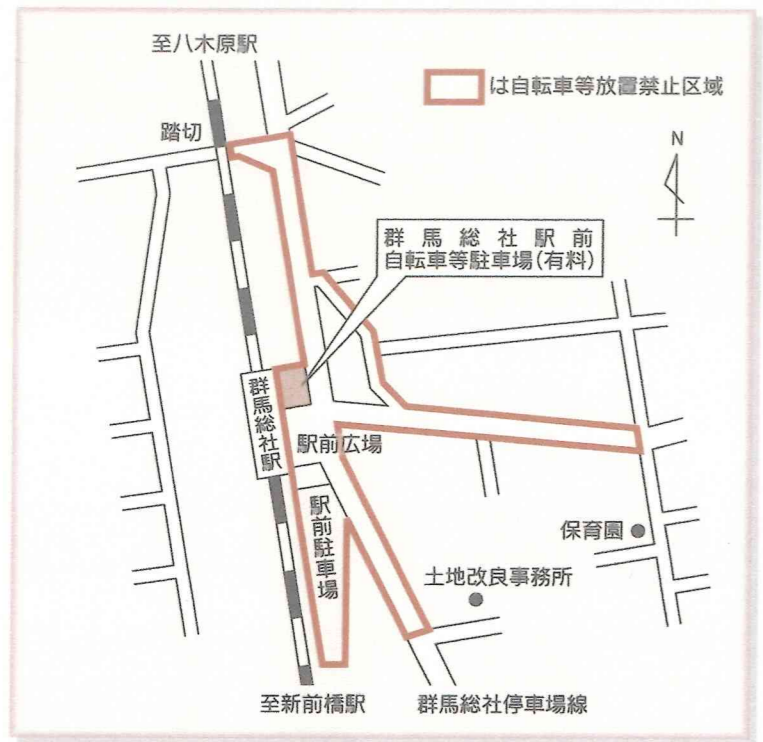 至八木原駅
は自転車等放置禁止区域
踏切
N
群馬総社駅前
自転車等駐車場(有料)
群馬総社駅
駅前広場
駅前駐車場
保育園
土地改良事務所
至新前橋駅
群馬総社停車場線